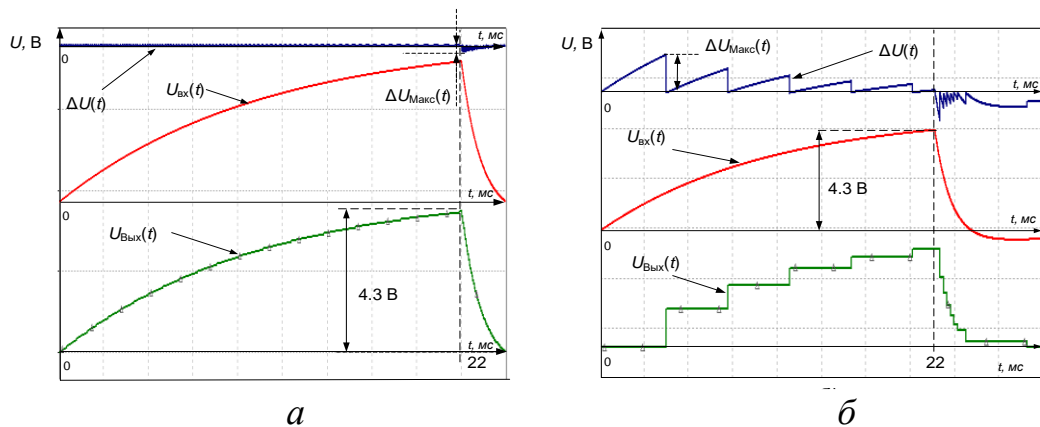 U, В
t, мс
0
ΔU(t)
Uвх(t)
ΔUМакс(t)
t, мс
0
UВых(t)
4.3 В
t, мс
0
22
а
U, В
ΔUМакс(t)
ΔU(t)
t, мс
0
Uвх(t)
4.3 В
t, мс
0
UВых(t)
t, мс
0
22
б